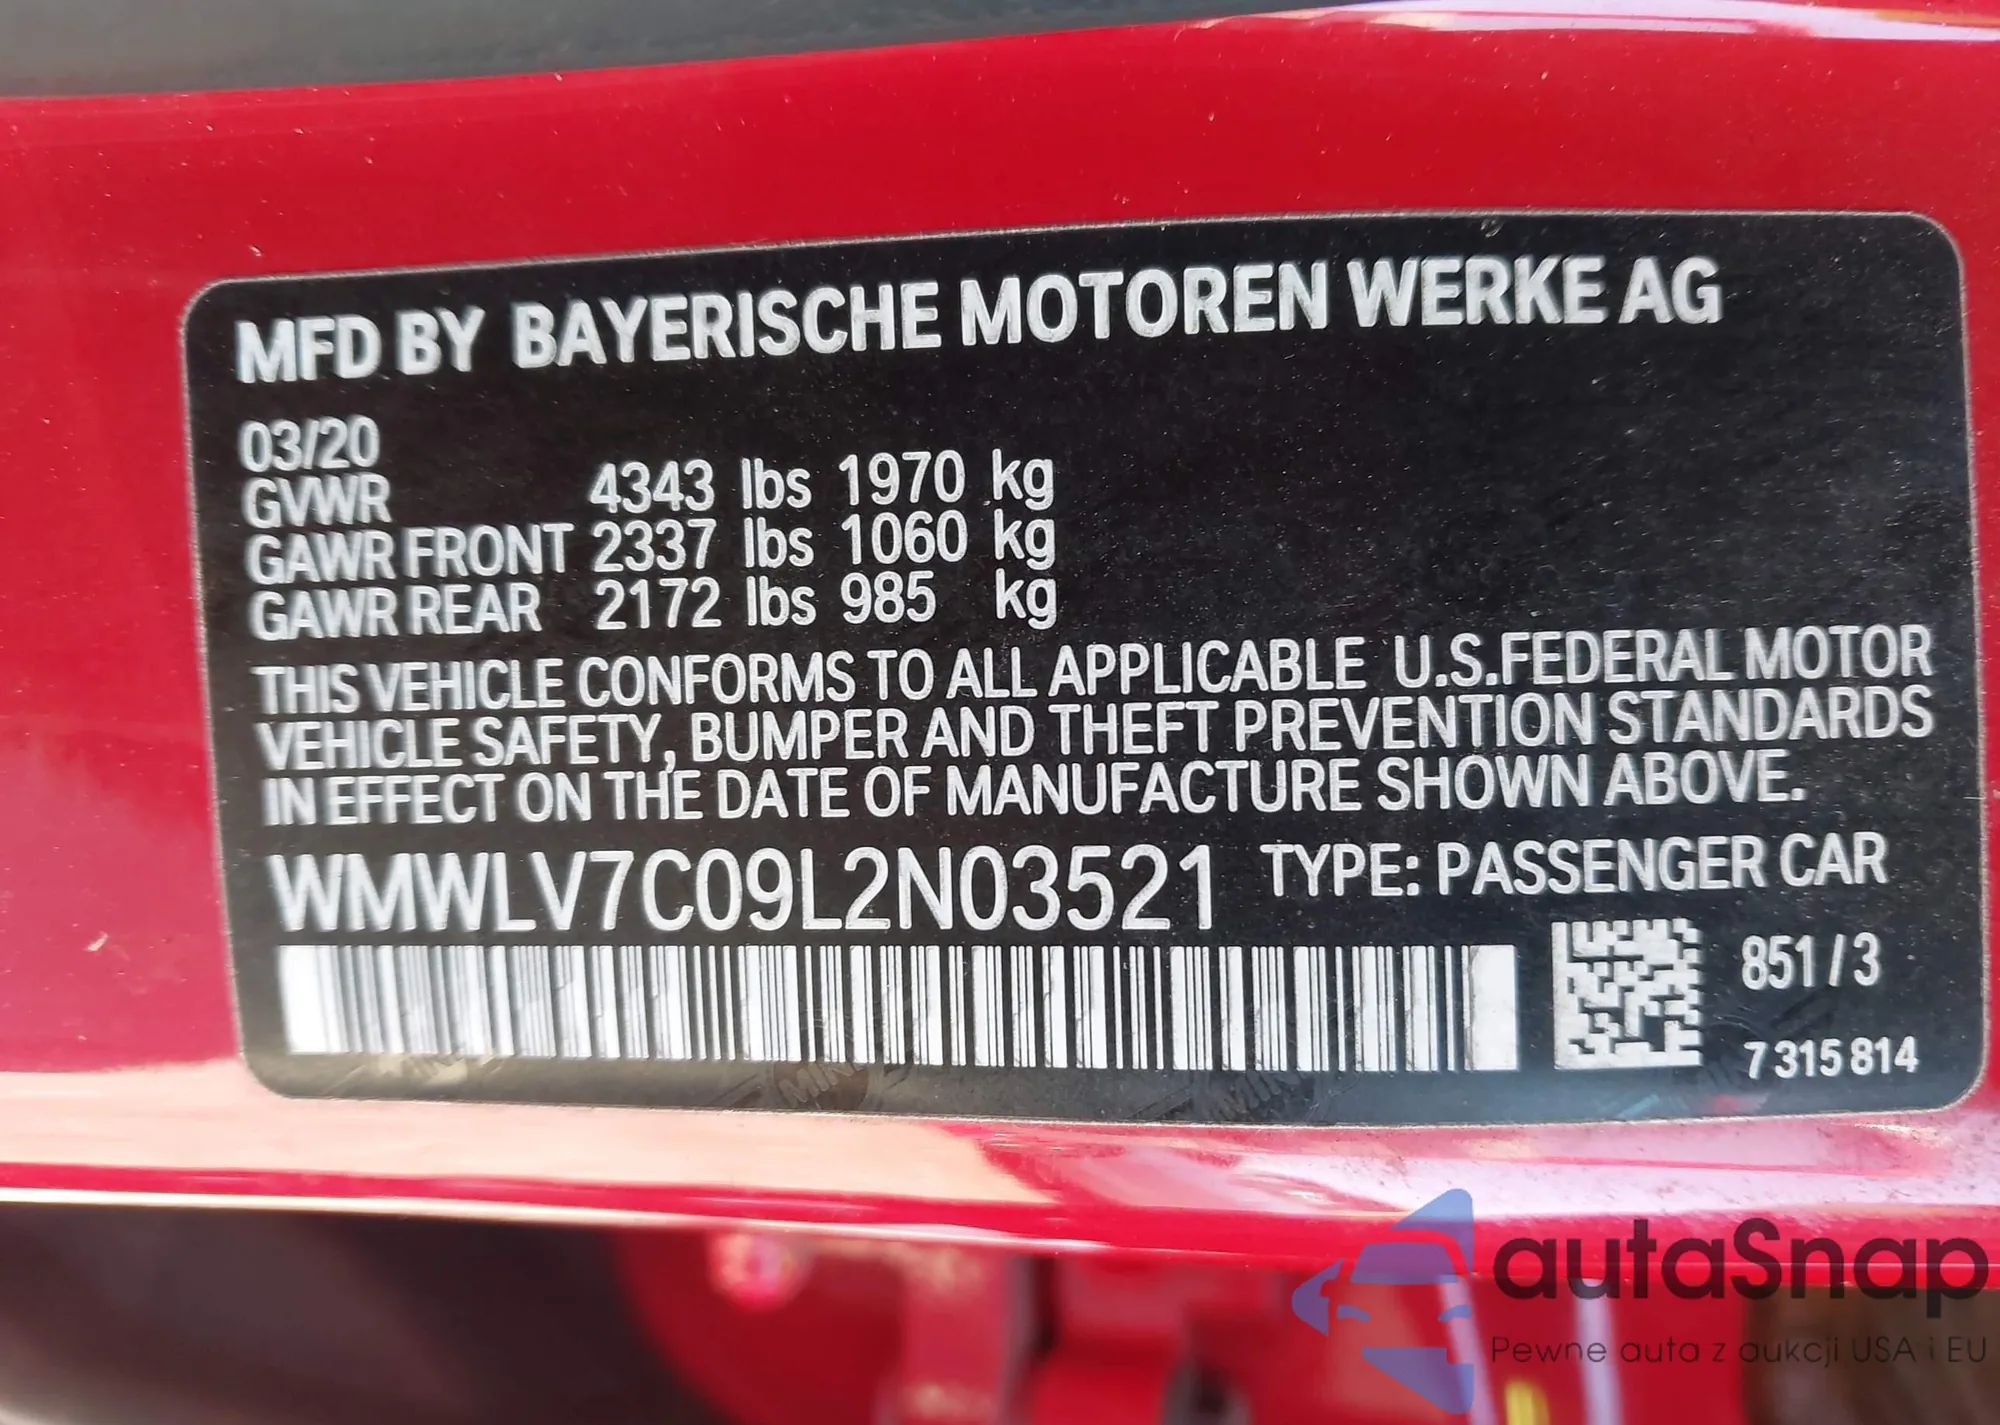 MFD BY BAYERISCHE MOTOREN WERKE AG
03/20
GVWR 4343 lbs 1970 kg
GAWR FRONT 2337 lbs 1060 kg
GAWR REAR 2172 lbs 985 kg
THIS VEHICLE CONFORMS TO ALL APPLICABLE U.S.FEDERAL MOTOR
VEHICLE SAFETY, BUMPER AND THEFT PREVENTION STANDARDS
IN EFFECT ON THE DATE OF MANUFACTURE SHOWN ABOVE.
WMWLV7C09L2N03521 TYPE: PASSENGER CAR
851/3
7 315 814
MINI
autaSnap
Pewne auta z aukcji USA i EU